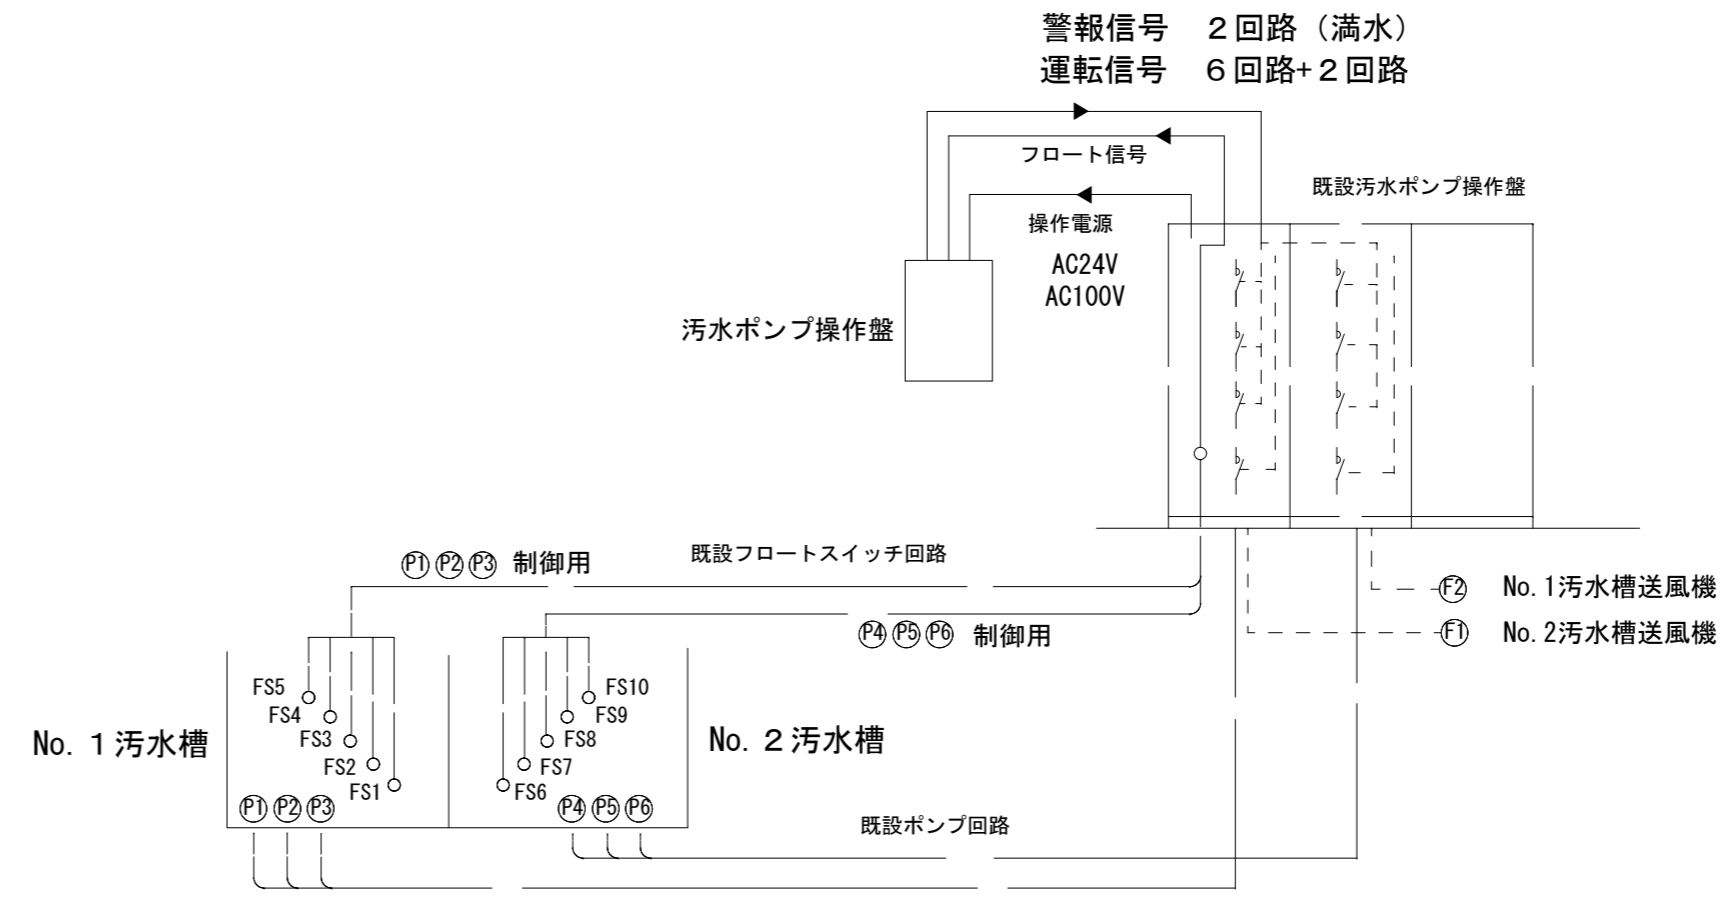 警報信号　２回路（満水）
運転信号　６回路+２回路
フロート信号
既設汚水ポンプ操作盤
操作電源
AC24V
AC100V
汚水ポンプ操作盤
P1 P2 P3 制御用
既設フロートスイッチ回路
F2 No.1汚水槽送風機
P4 P5 P6 制御用
F1 No.2汚水槽送風機
FS5
FS4
FS3
FS2
FS1
FS10
FS9
FS8
FS7
FS6
No.１汚水槽
No.２汚水槽
P1 P2 P3
P4 P5 P6
既設ポンプ回路